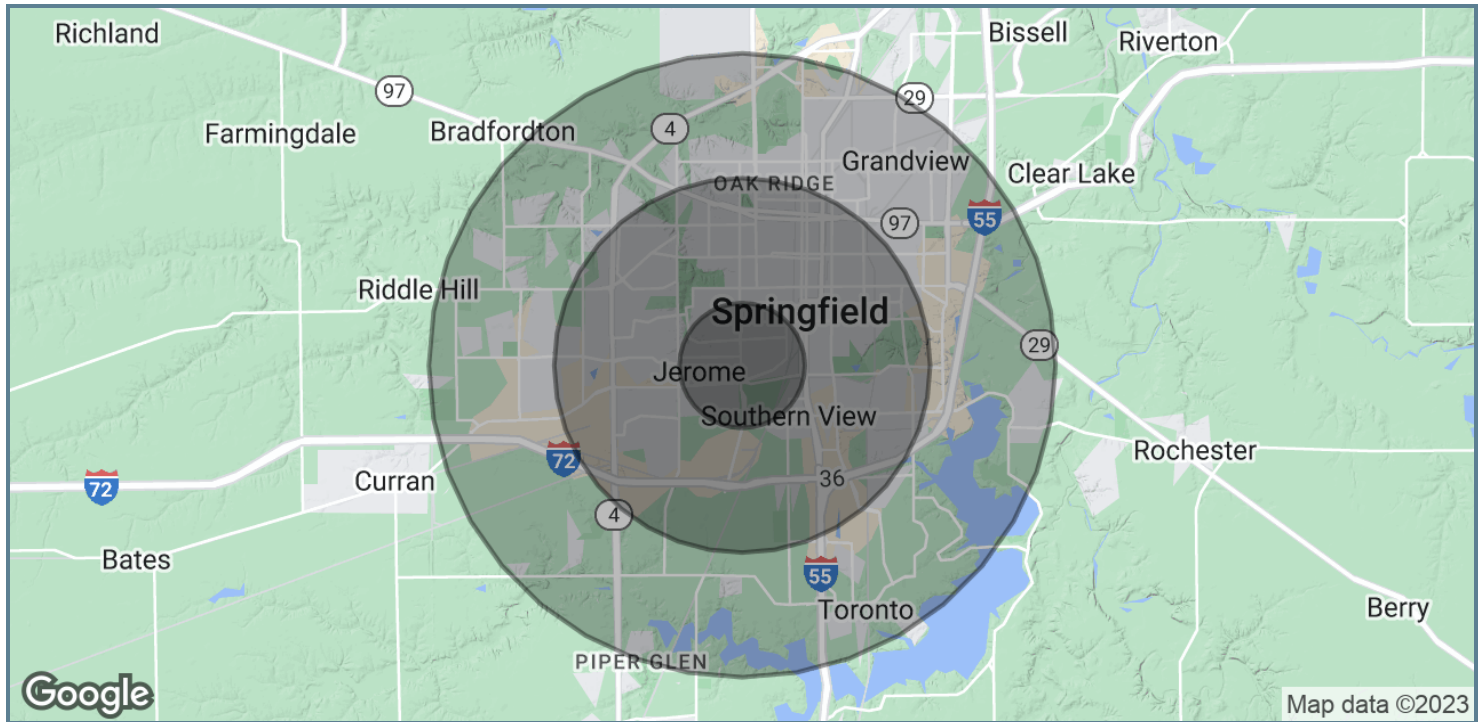 Richland
Bissell
Riverton
97
29
4
Farmingdale
Bradfordton
Grandview
Clear Lake
OAK RIDGE
55
97
Riddle Hill
Springfield
29
Jerome
Southern View
Rochester
72
Curran
36
72
4
Bates
55
Toronto
Berry
PIPER GLEN
Google
Map data ©2023